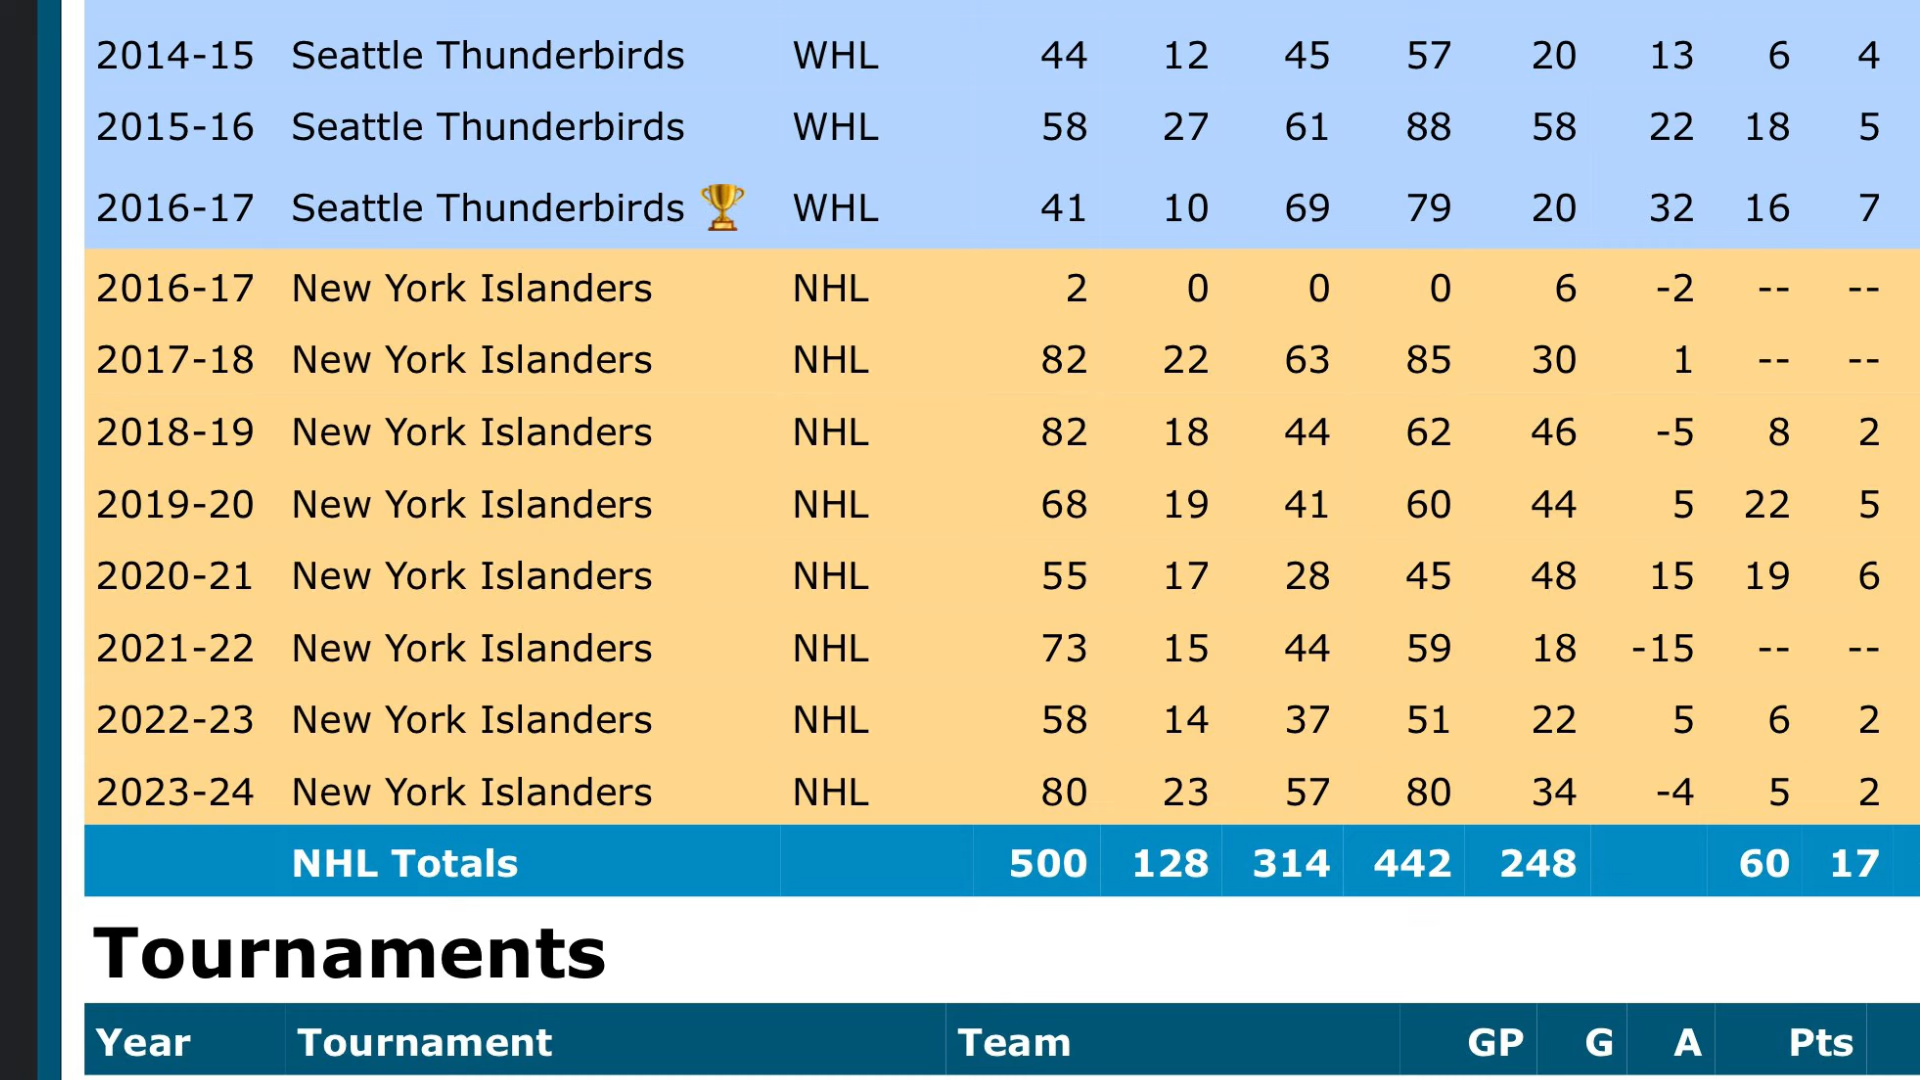 2014-15 Seattle Thunderbirds WHL 44 12 45 57 20 13 6 4
2015-16 Seattle Thunderbirds WHL 58 27 61 88 58 22 18 5
2016-17 Seattle Thunderbirds 🏆 WHL 41 10 69 79 20 32 16 7
2016-17 New York Islanders NHL 2 0 0 0 6 -2 -- --
2017-18 New York Islanders NHL 82 22 63 85 30 1 -- --
2018-19 New York Islanders NHL 82 18 44 62 46 -5 8 2
2019-20 New York Islanders NHL 68 19 41 60 44 5 22 5
2020-21 New York Islanders NHL 55 17 28 45 48 15 19 6
2021-22 New York Islanders NHL 73 15 44 59 18 -15 -- --
2022-23 New York Islanders NHL 58 14 37 51 22 5 6 2
2023-24 New York Islanders NHL 80 23 57 80 34 -4 5 2
NHL Totals 500 128 314 442 248 60 17
Tournaments
Year Tournament Team GP G A Pts